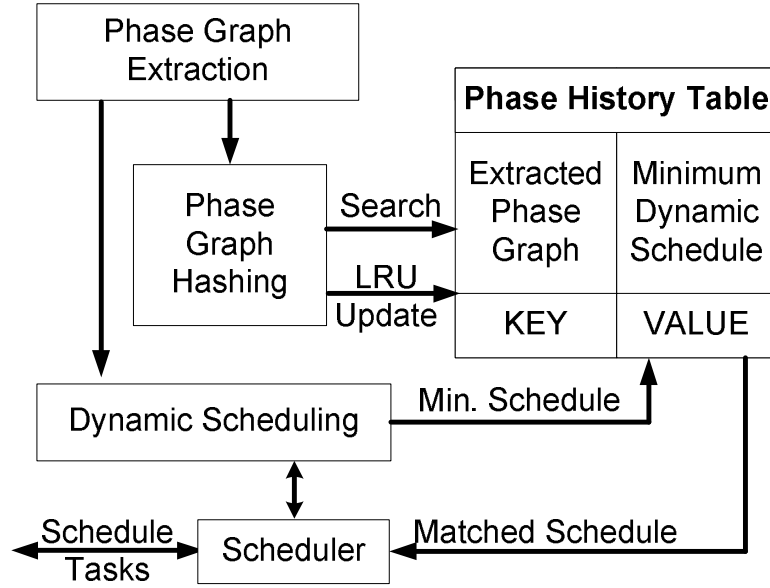 Phase Graph
Extraction
Phase History Table
Extracted
Phase
Graph
Minimum
Dynamic
Schedule
KEY
VALUE
Phase
Graph
Hashing
Search
LRU
Update
Dynamic Scheduling
Min. Schedule
Schedule
Tasks
Scheduler
Matched Schedule